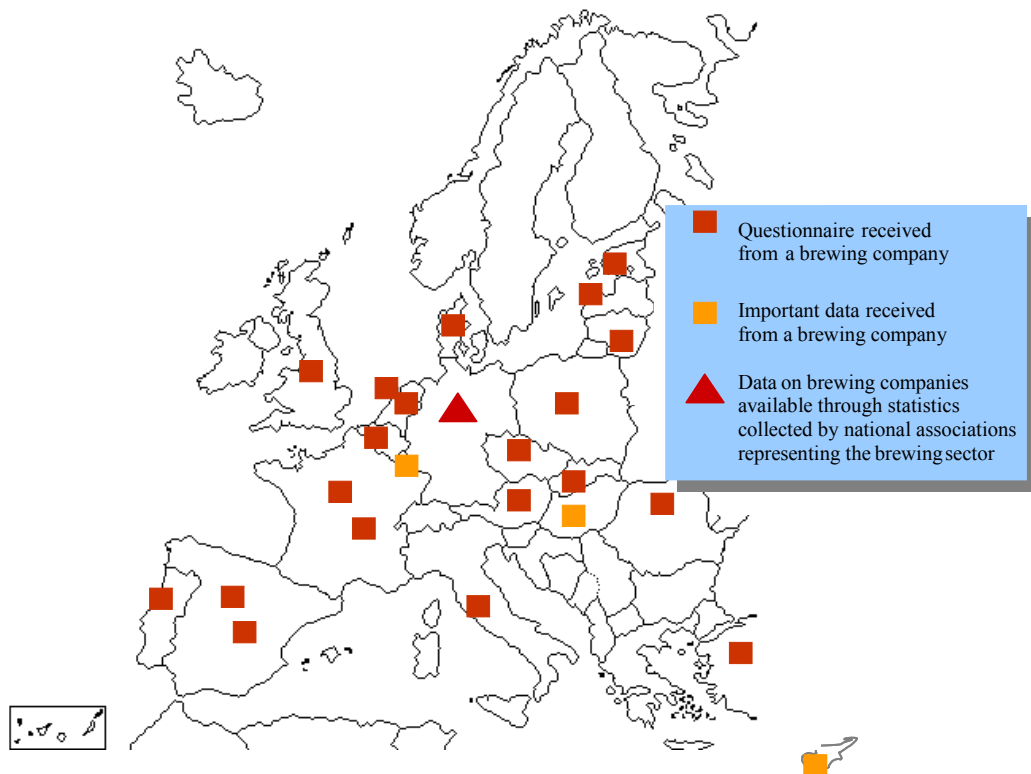 Questionnaire received
from a brewing company
Important data received
from a brewing company
Data on brewing companies
available through statistics
collected by national associations
representing the brewing sector